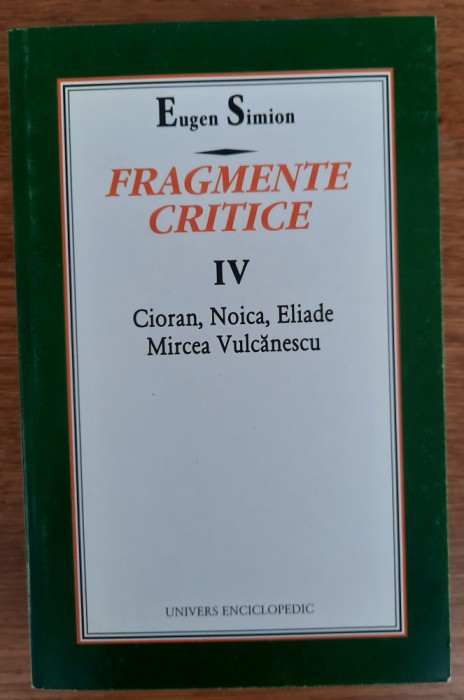 Eugen Simion
FRAGMENTE
CRITICE
IV
Cioran, Noica, Eliade
Mircea Vulcănescu
UNIVERS ENCICLOPEDIC